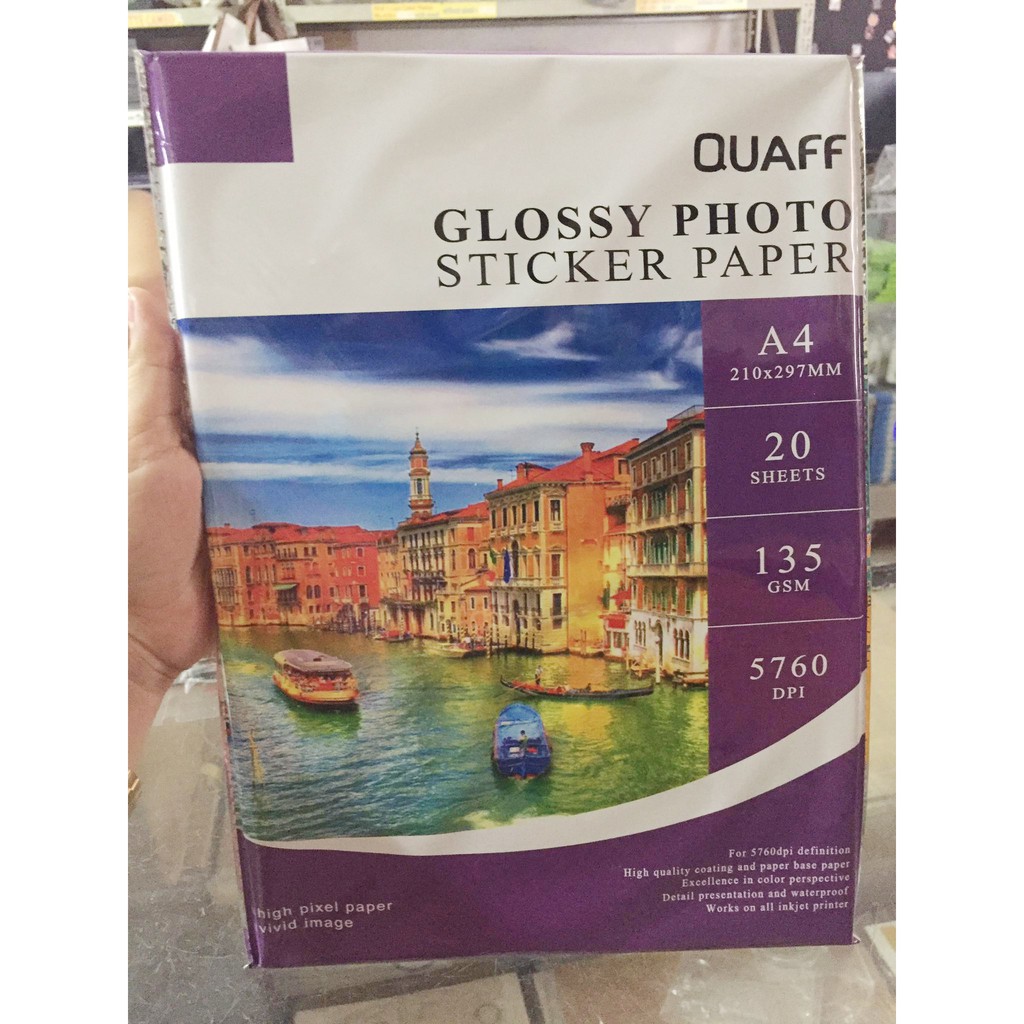 QUAFF
GLOSSY PHOTO
STICKER PAPER
A4
210x297MM
20
SHEETS
135
GSM
5760
DPI
For 5760dpi definition
High quality coating and paper base paper
Excellence in color perspective
Detail presentation and waterproof
Works on all inkjet printer
high pixel paper
vivid image